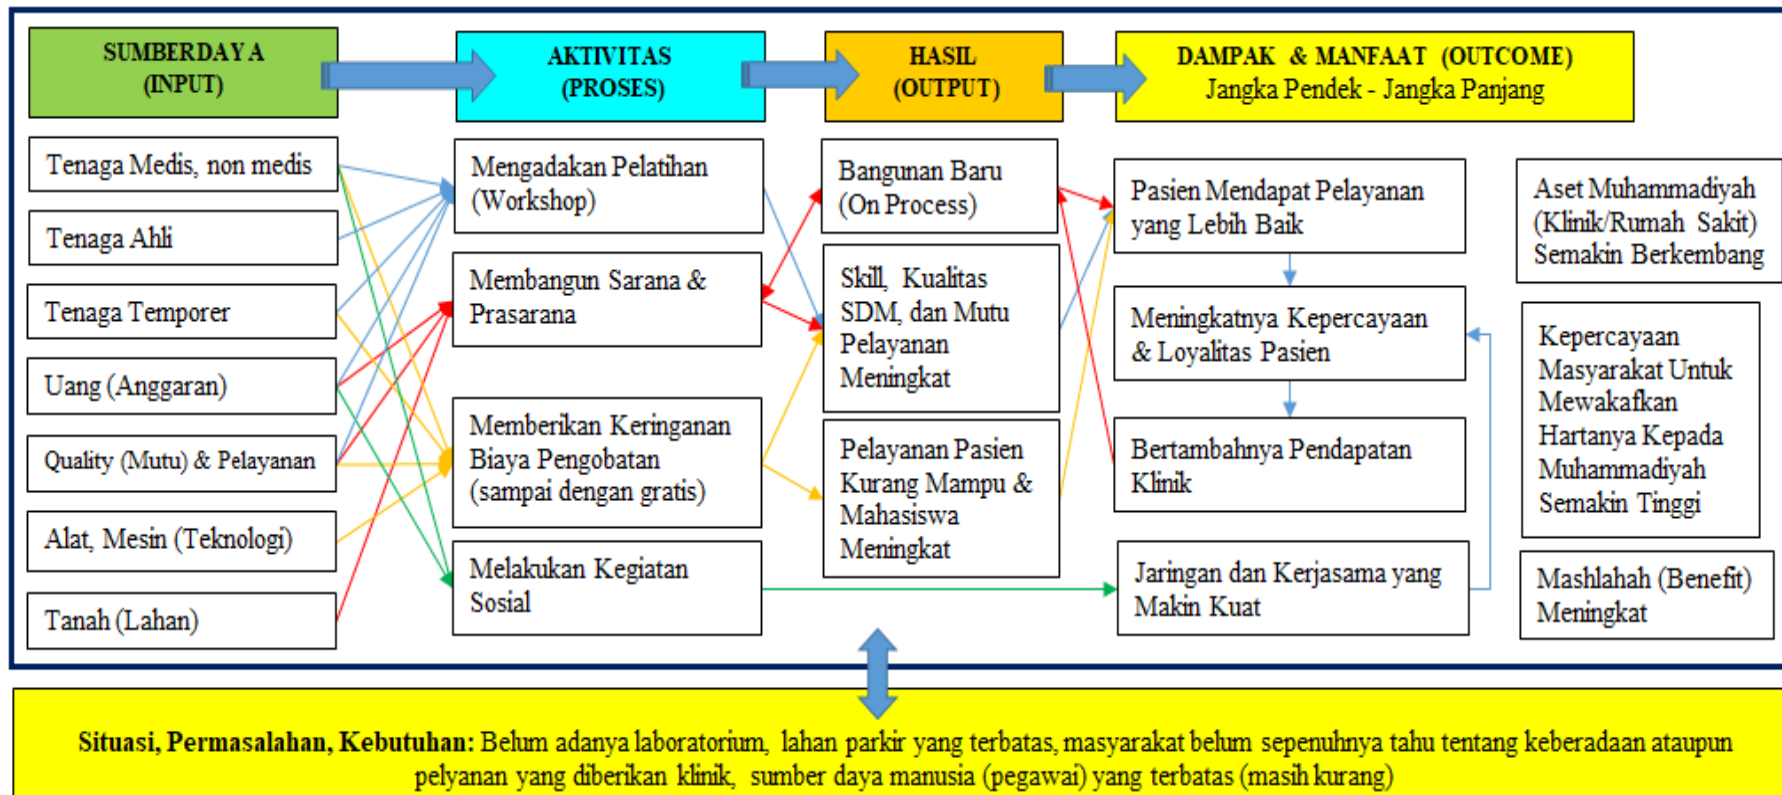 SUMBERDAYA
(INPUT)
AKTIVITAS
(PROSES)
HASIL
(OUTPUT)
DAMPAK & MANFAAT (OUTCOME)
Jangka Pendek - Jangka Panjang
Tenaga Medis, non medis
Tenaga Ahli
Tenaga Temporer
Uang (Anggaran)
Quality (Mutu) & Pelayanan
Alat, Mesin (Teknologi)
Tanah (Lahan)
Mengadakan Pelatihan
(Workshop)
Membangun Sarana &
Prasarana
Memberikan Keringanan
Biaya Pengobatan
(sampai dengan gratis)
Melakukan Kegiatan
Sosial
Bangunan Baru
(On Process)
Skill, Kualitas
SDM, dan Mutu
Pelayanan
Meningkat
Pelayanan Pasien
Kurang Mampu &
Mahasiswa
Meningkat
Pasien Mendapat Pelayanan
yang Lebih Baik
Meningkatnya Kepercayaan
& Loyalitas Pasien
Bertambahnya Pendapatan
Klinik
Jaringan dan Kerjasama yang
Makin Kuat
Aset Muhammadiyah
(Klinik/Rumah Sakit)
Semakin Berkembang
Kepercayaan
Masyarakat Untuk
Mewakafkan
Hartanya Kepada
Muhammadiyah
Semakin Tinggi
Mashlahah (Benefit)
Meningkat
Situasi, Permasalahan, Kebutuhan: Belum adanya laboratorium, lahan parkir yang terbatas, masyarakat belum sepenuhnya tahu tentang keberadaan ataupun
pelyanan yang diberikan klinik, sumber daya manusia (pegawai) yang terbatas (masih kurang)